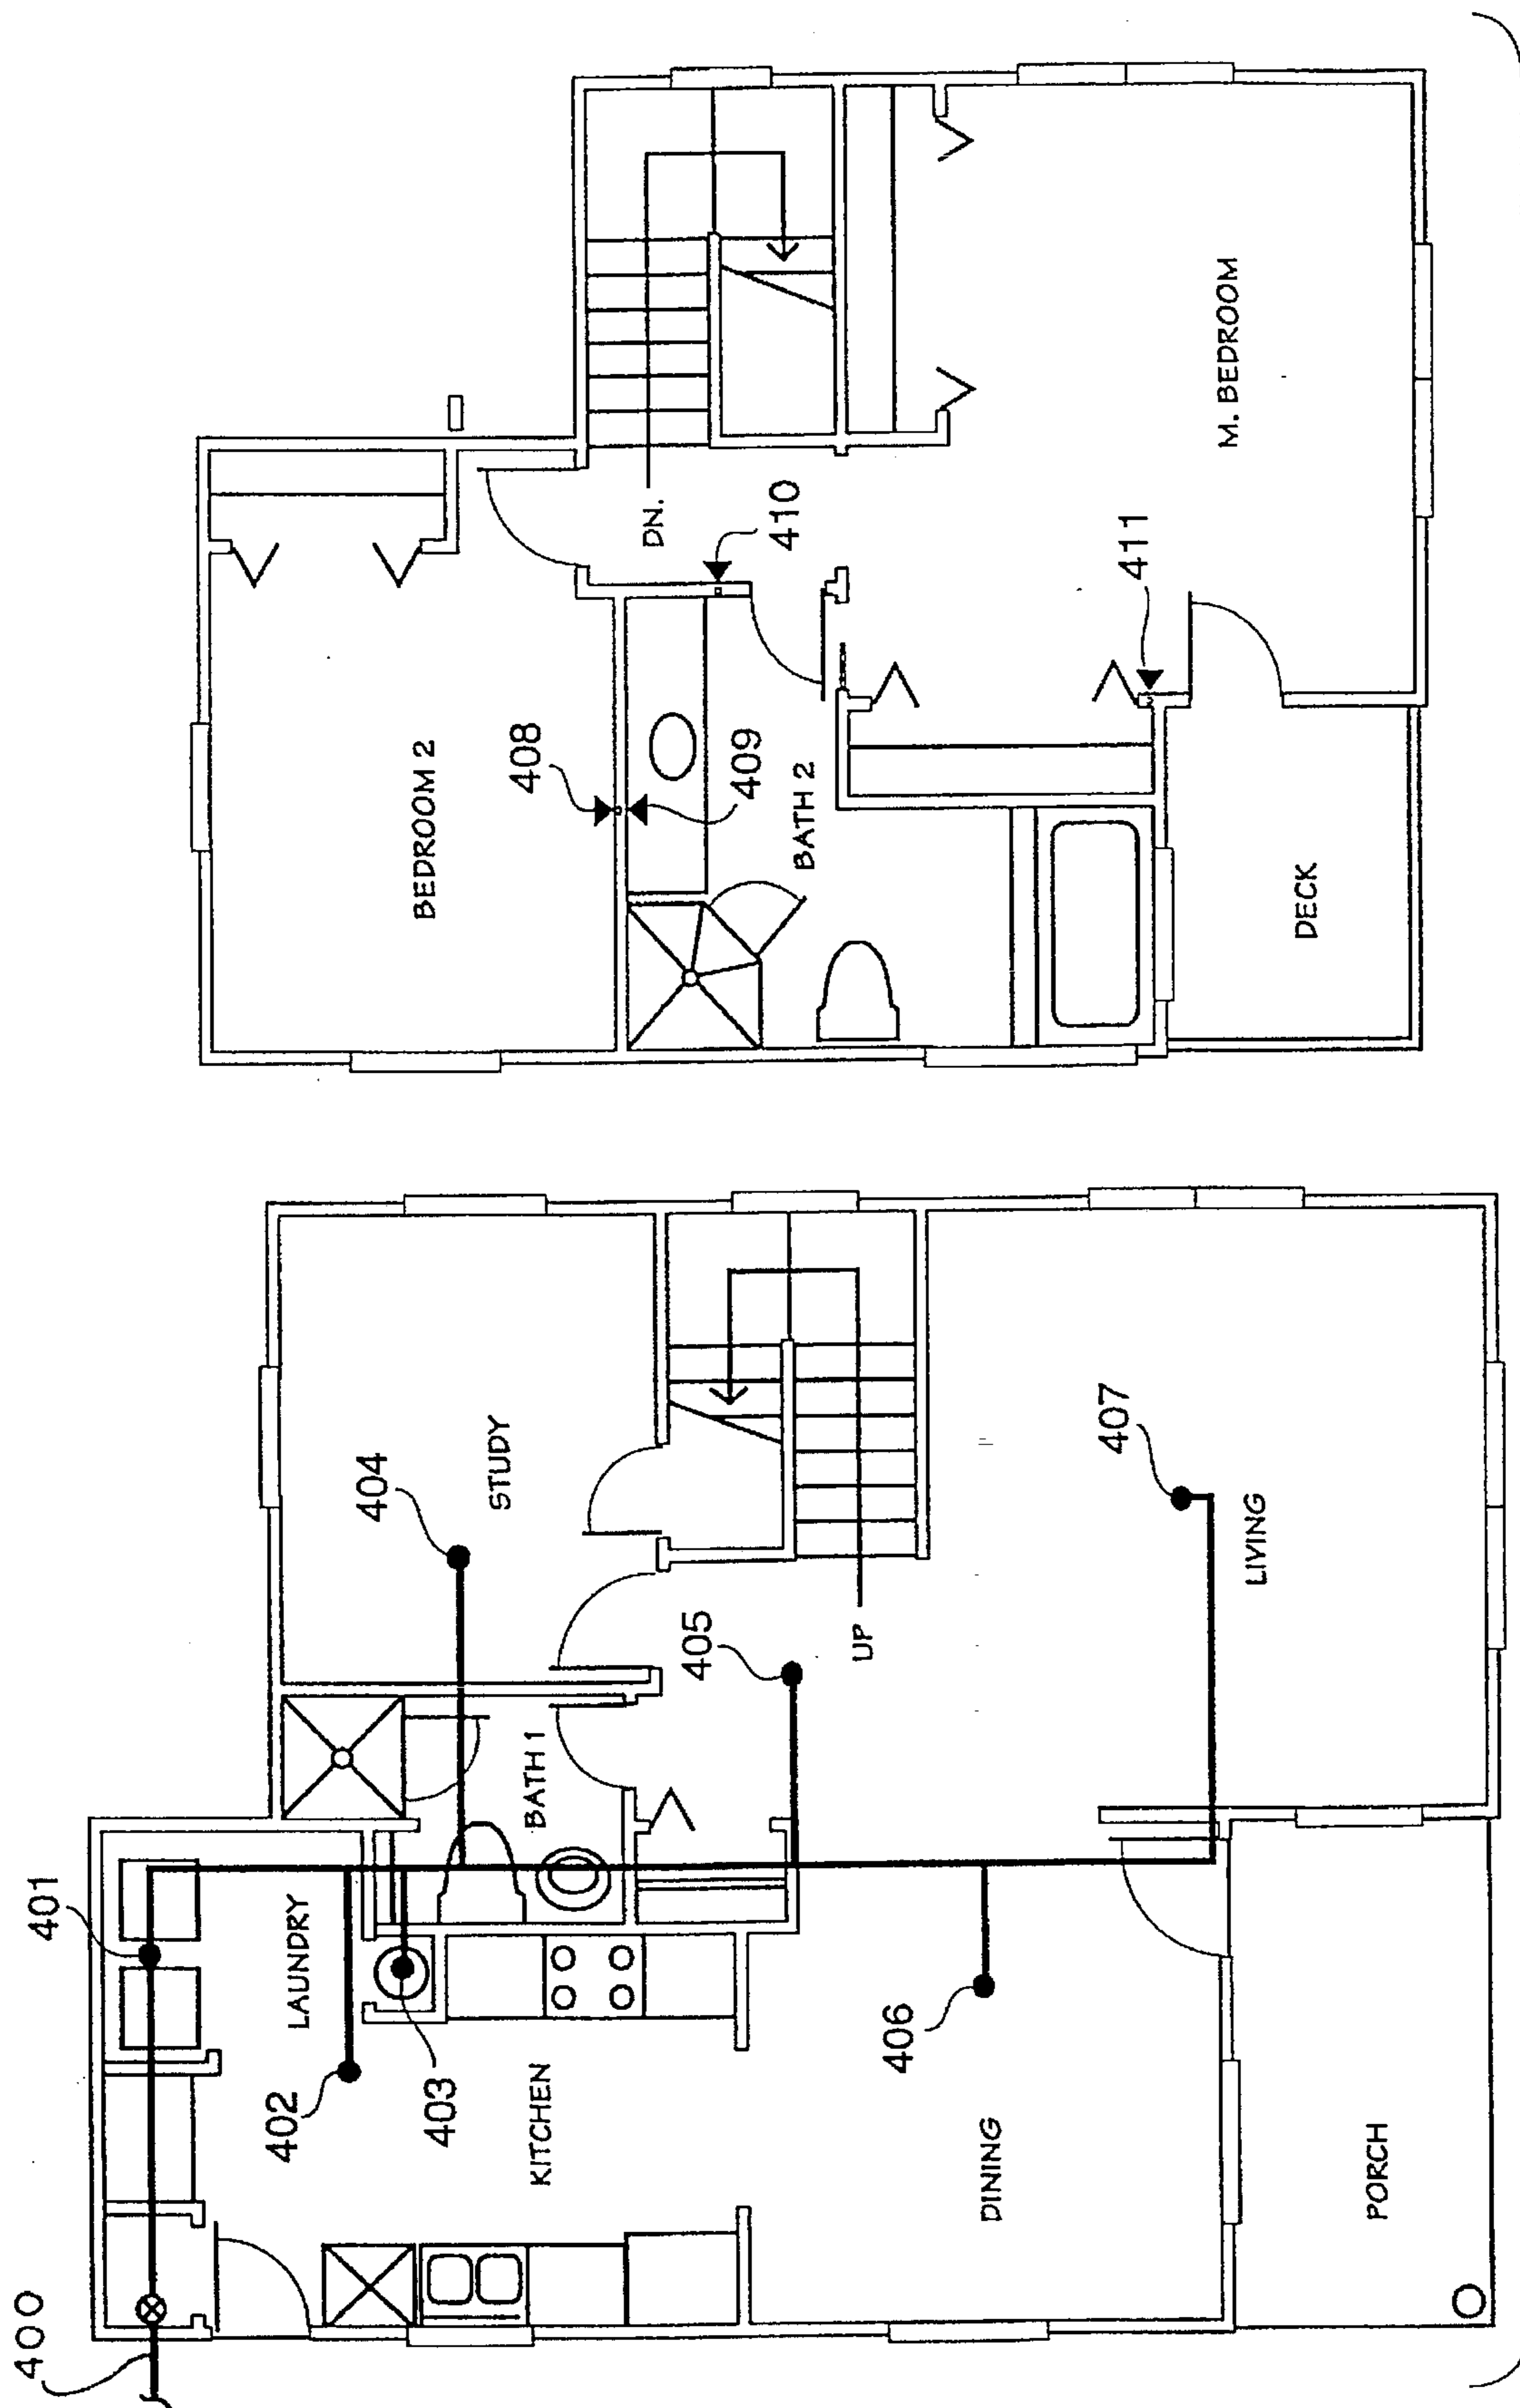 400
401
LAUNDRY
402
403
KITCHEN
404
STUDY
BATH 1
405
UP
406
DINING
407
LIVING
PORCH
BEDROOM 2
408
409
BATH 2
DN.
410
411
M. BEDROOM
DECK